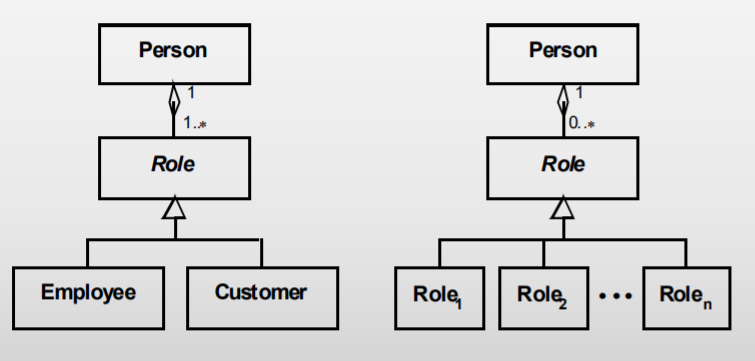 Person
1
1..*
Role
Employee
Customer
Person
1
0..*
Role
Role1
Role2
• • •
Rolen